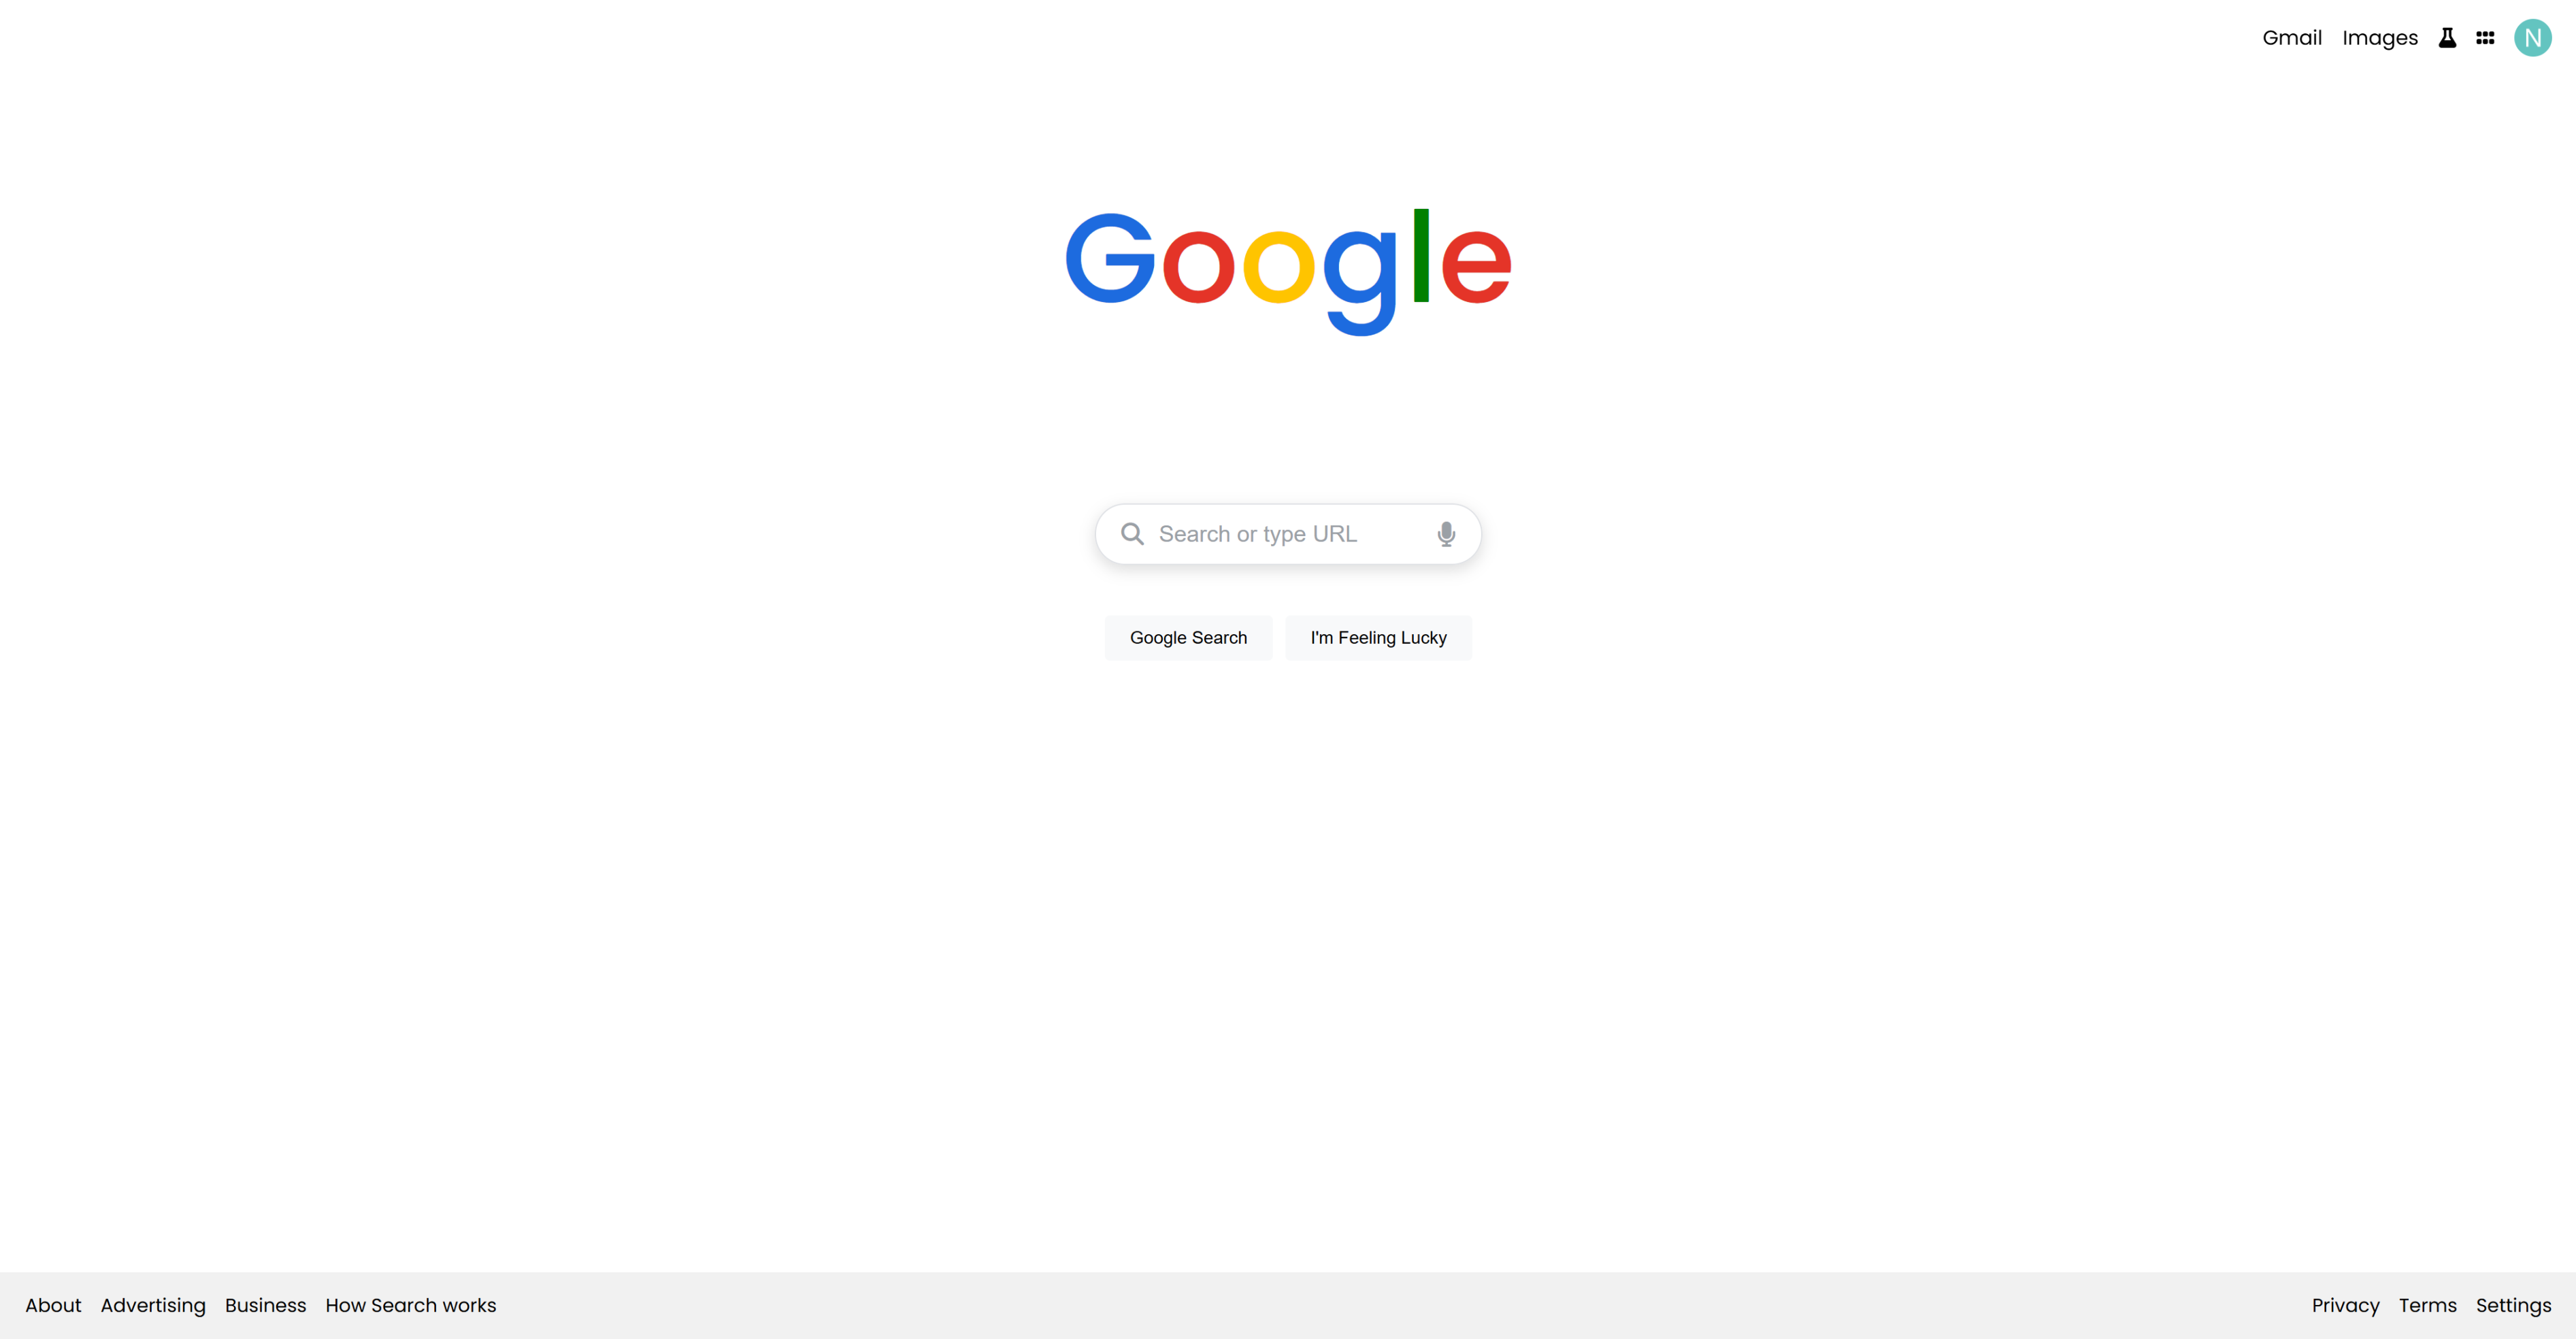 Gmail Images N
Google
Search or type URL
Google Search I'm Feeling Lucky
About Advertising Business How Search works Privacy Terms Settings